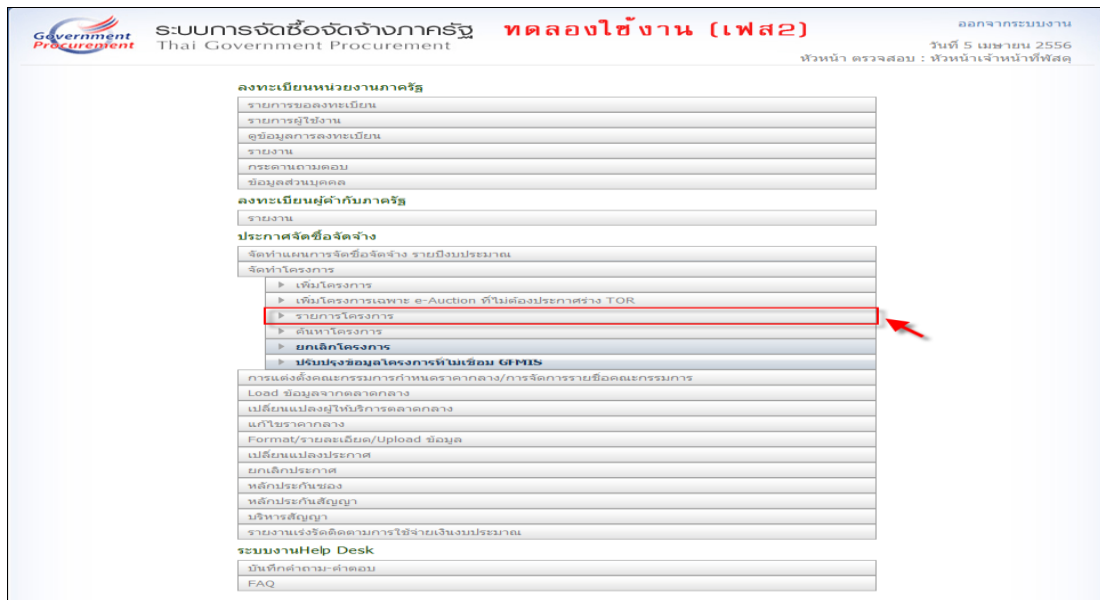 Government
Procurement
ระบบการจัดซื้อจัดจ้างภาครัฐ ทดลองใช้งาน (เฟส2)
Thai Government Procurement
ออกจากระบบงาน
วันที่ 5 เมษายน 2556
หัวหน้า ตรวจสอบ : หัวหน้าเจ้าหน้าที่พัสดุ
ลงทะเบียนหน่วยงานภาครัฐ
รายการขอลงทะเบียน
รายการผู้ใช้งาน
ดูข้อมูลการลงทะเบียน
รายงาน
กระดานถามตอบ
ข้อมูลส่วนบุคคล
ลงทะเบียนผู้ค้ากับภาครัฐ
รายงาน
ประกาศจัดซื้อจัดจ้าง
จัดทำแผนการจัดซื้อจัดจ้าง รายปีงบประมาณ
จัดทำโครงการ
เพิ่มโครงการ
เพิ่มโครงการเฉพาะ e-Auction ที่ไม่ต้องประกาศร่าง TOR
รายการโครงการ
ค้นหาโครงการ
ยกเลิกโครงการ
ปรับปรุงข้อมูลโครงการที่ไม่เชื่อม GFMIS
การแต่งตั้งคณะกรรมการกำหนดราคากลาง/การจัดการรายชื่อคณะกรรมการ
Load ข้อมูลจากตลาดกลาง
เปลี่ยนแปลงผู้ให้บริการตลาดกลาง
แก้ไขราคากลาง
Format/รายละเอียด/Upload ข้อมูล
เปลี่ยนแปลงประกาศ
ยกเลิกประกาศ
หลักประกันซอง
หลักประกันสัญญา
บริหารสัญญา
รายงานเร่งรัดติดตามการใช้จ่ายเงินงบประมาณ
ระบบงานHelp Desk
บันทึกคำถาม-คำตอบ
FAQ